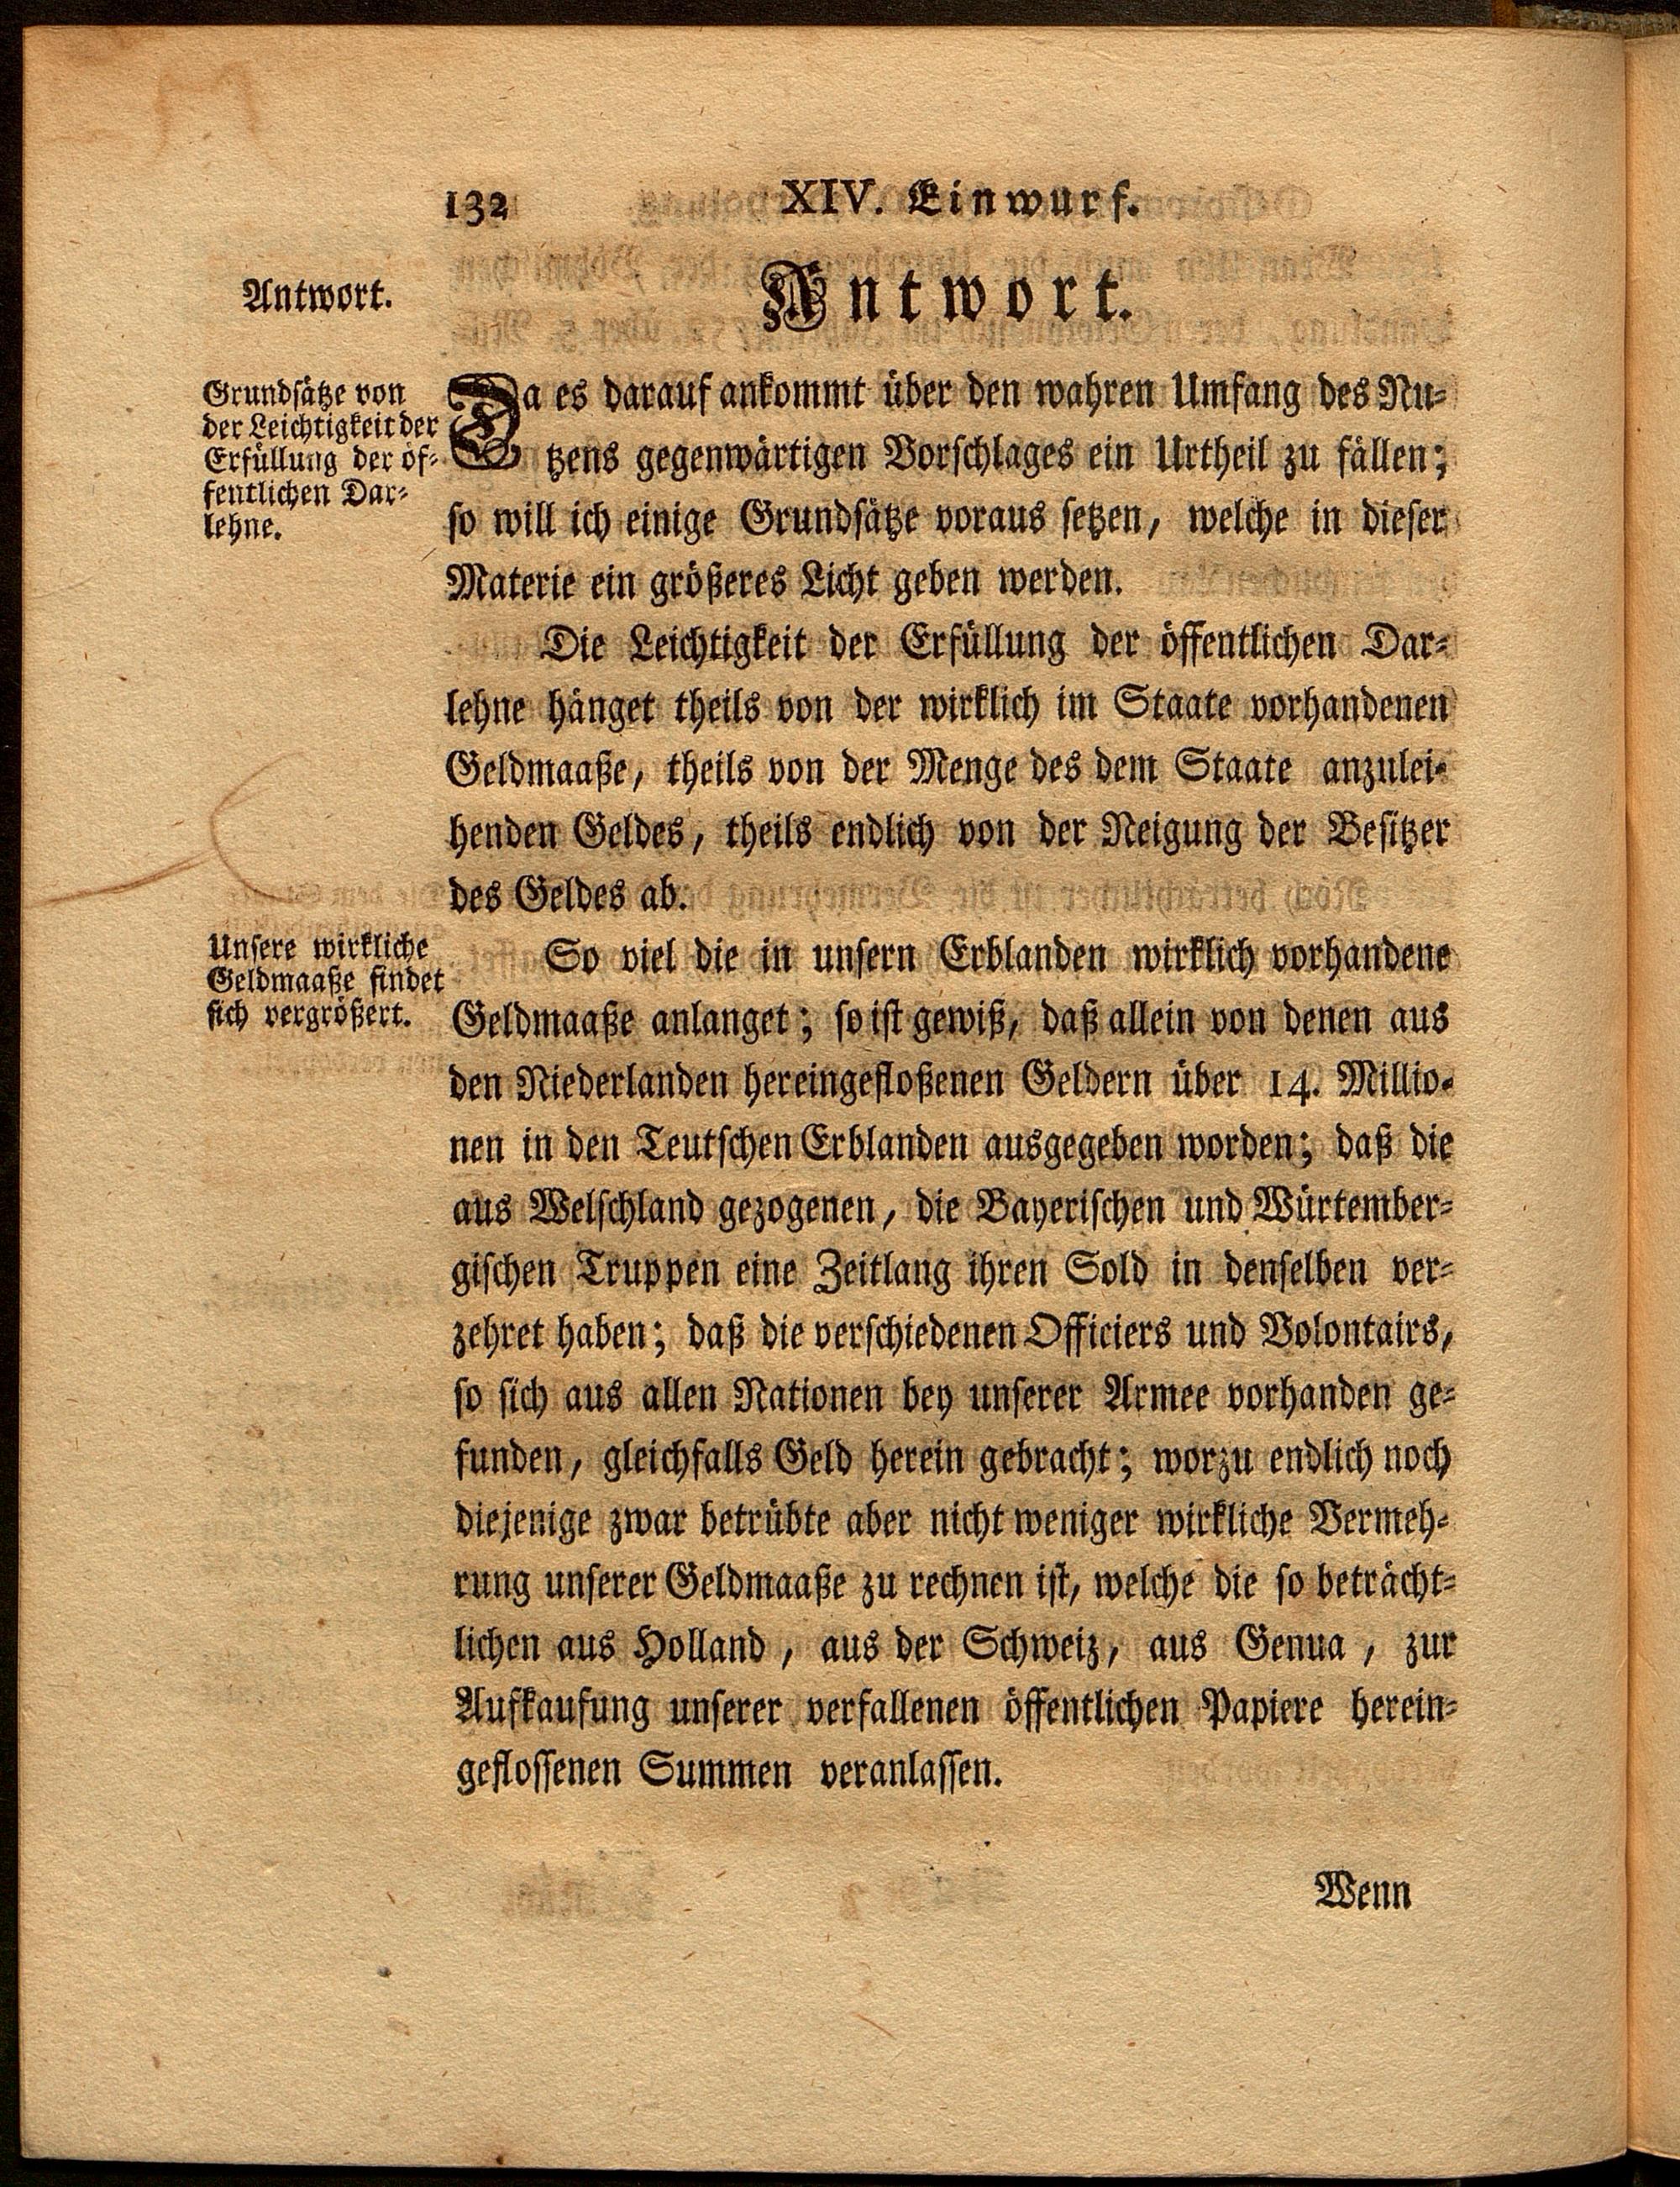 132 XIV. Einwurf.
Antwort.
Antwort.
Grundsätze von
der Leichtigkeit der
Erfüllung der öf-
fentlichen Dar-
lehne.
Da es darauf ankommt über den wahren Umfang des Nu-
tzens gegenwärtigen Vorschlages ein Urtheil zu fällen;
so will ich einige Grundsätze voraus setzen, welche in dieser
Materie ein größeres Licht geben werden.
Die Leichtigkeit der Erfüllung der öffentlichen Dar-
lehne hänget theils von der wirklich im Staate vorhandenen
Geldmaaße, theils von der Menge des dem Staate anzulei-
henden Geldes, theils endlich von der Neigung der Besitzer
des Geldes ab.
Unsere wirkliche
Geldmaaße findet
sich vergrößert.
So viel die in unsern Erblanden wirklich vorhandene
Geldmaaße anlanget; so ist gewiß, daß allein von denen aus
den Niederlanden hereingefloßenen Geldern über 14. Millio-
nen in den Teutschen Erblanden ausgegeben worden; daß die
aus Welschland gezogenen, die Bayerischen und Würtember-
gischen Truppen eine Zeitlang ihren Sold in denselben ver-
zehret haben; daß die verschiedenen Officiers und Volontairs,
so sich aus allen Nationen bey unserer Armee vorhanden ge-
funden, gleichfalls Geld herein gebracht; worzu endlich noch
diejenige zwar betrübte aber nicht weniger wirkliche Vermeh-
rung unserer Geldmaaße zu rechnen ist, welche die so beträcht-
lichen aus Holland, aus der Schweiz, aus Genua, zur
Aufkaufung unserer verfallenen öffentlichen Papiere herein-
geflossenen Summen veranlassen.
Wenn